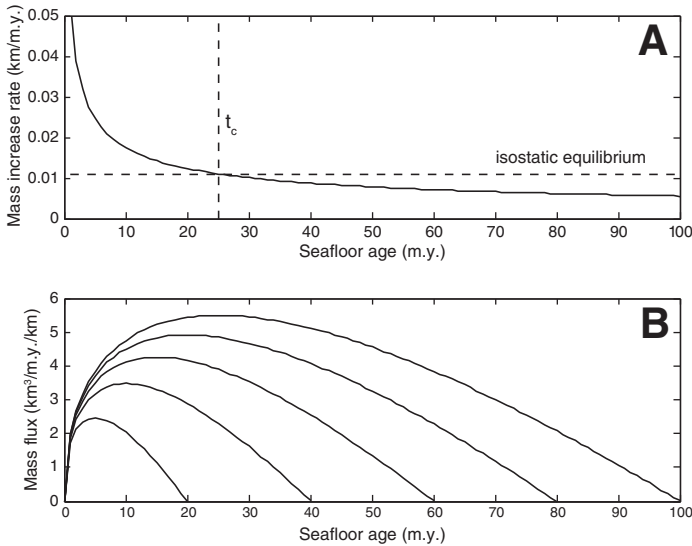 A
Mass increase rate (km/m.y.)
0.05
0.04
0.03
0.02
0.01
0
t_c
isostatic equilibrium
0 10 20 30 40 50 60 70 80 90 100
Seafloor age (m.y.)
B
Mass flux (km³/m.y./km)
6
5
4
3
2
1
0
0 10 20 30 40 50 60 70 80 90 100
Seafloor age (m.y.)